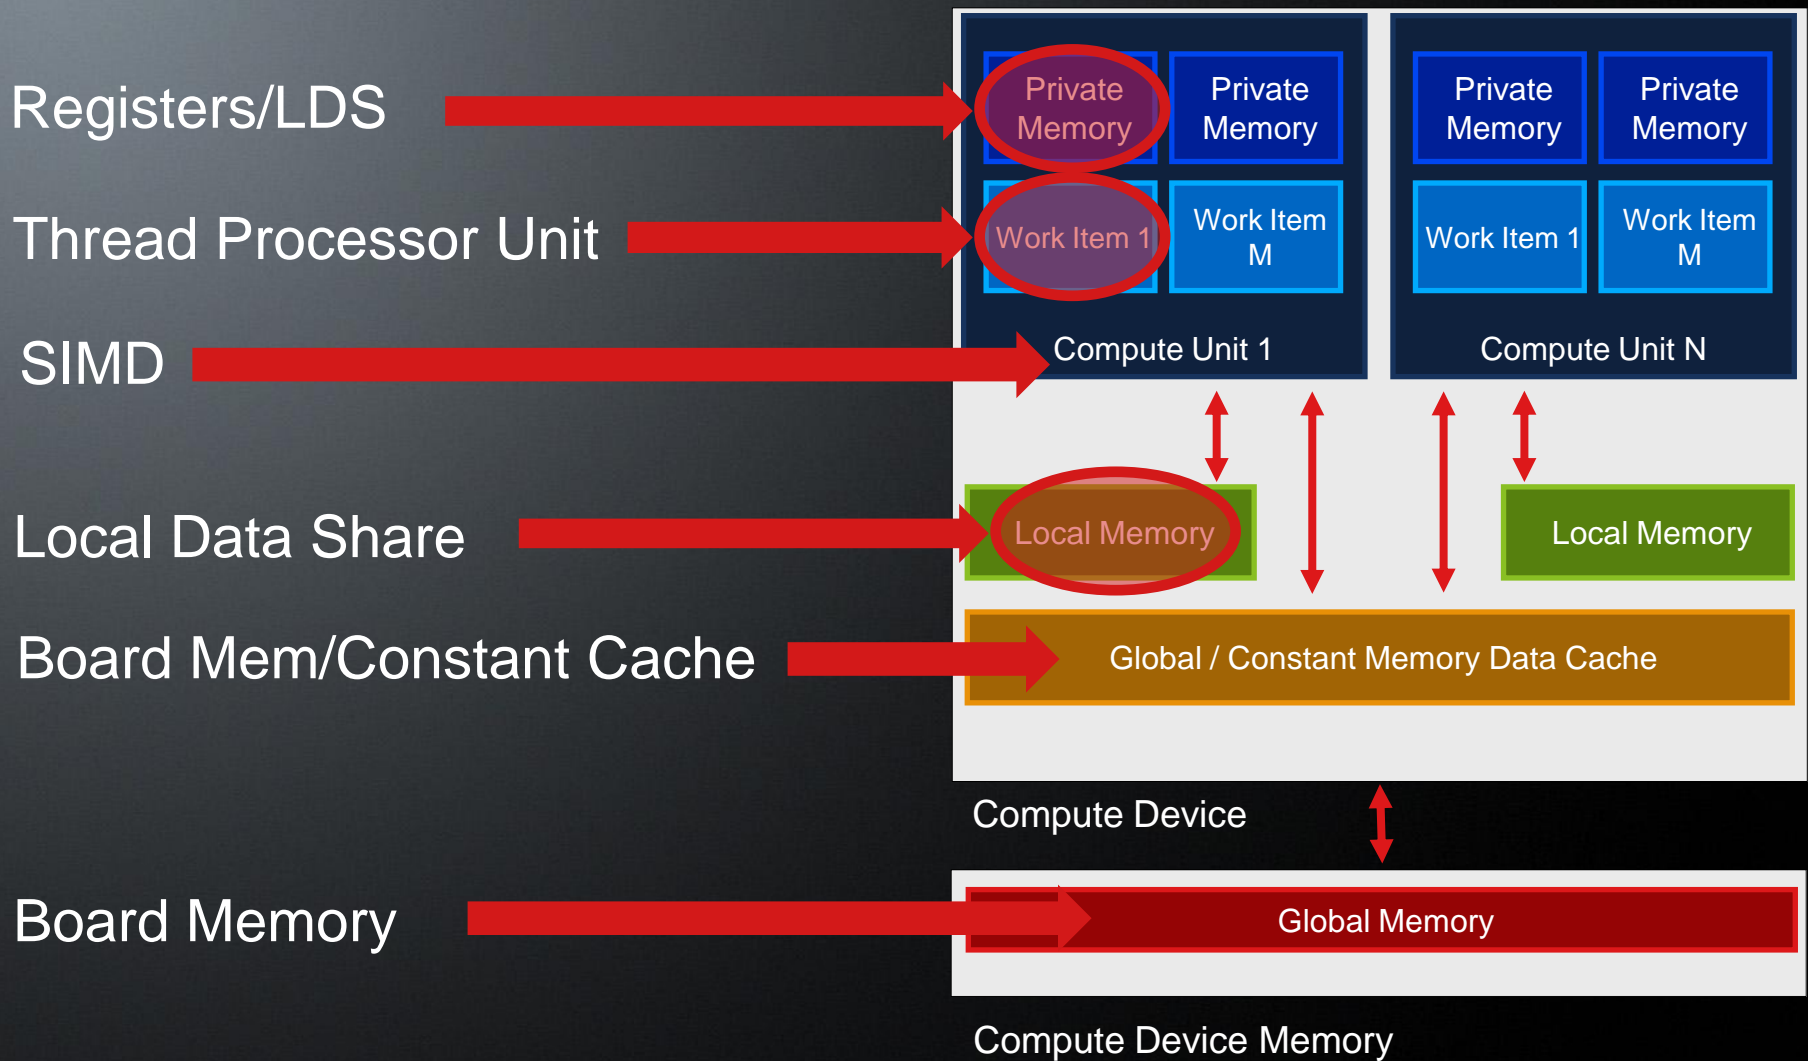 Registers/LDS
Private
Memory
Private
Memory
Private
Memory
Private
Memory
Thread Processor Unit
Work Item 1
Work Item
M
Work Item 1
Work Item
M
SIMD
Compute Unit 1
Compute Unit N
Local Data Share
Local Memory
Local Memory
Board Mem/Constant Cache
Global / Constant Memory Data Cache
Compute Device
Board Memory
Global Memory
Compute Device Memory